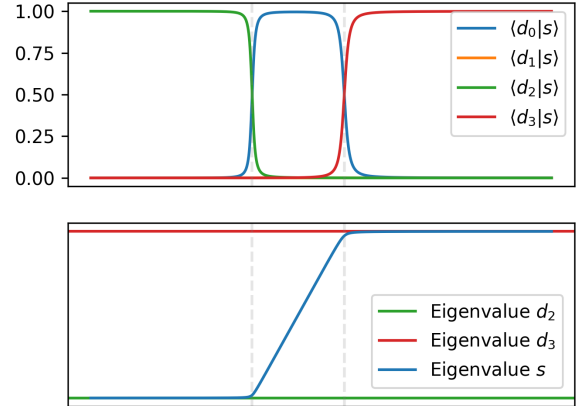 1.00
0.75
0.50
0.25
0.00
⟨d₀|s⟩
⟨d₁|s⟩
⟨d₂|s⟩
⟨d₃|s⟩
Eigenvalue d₂
Eigenvalue d₃
Eigenvalue s